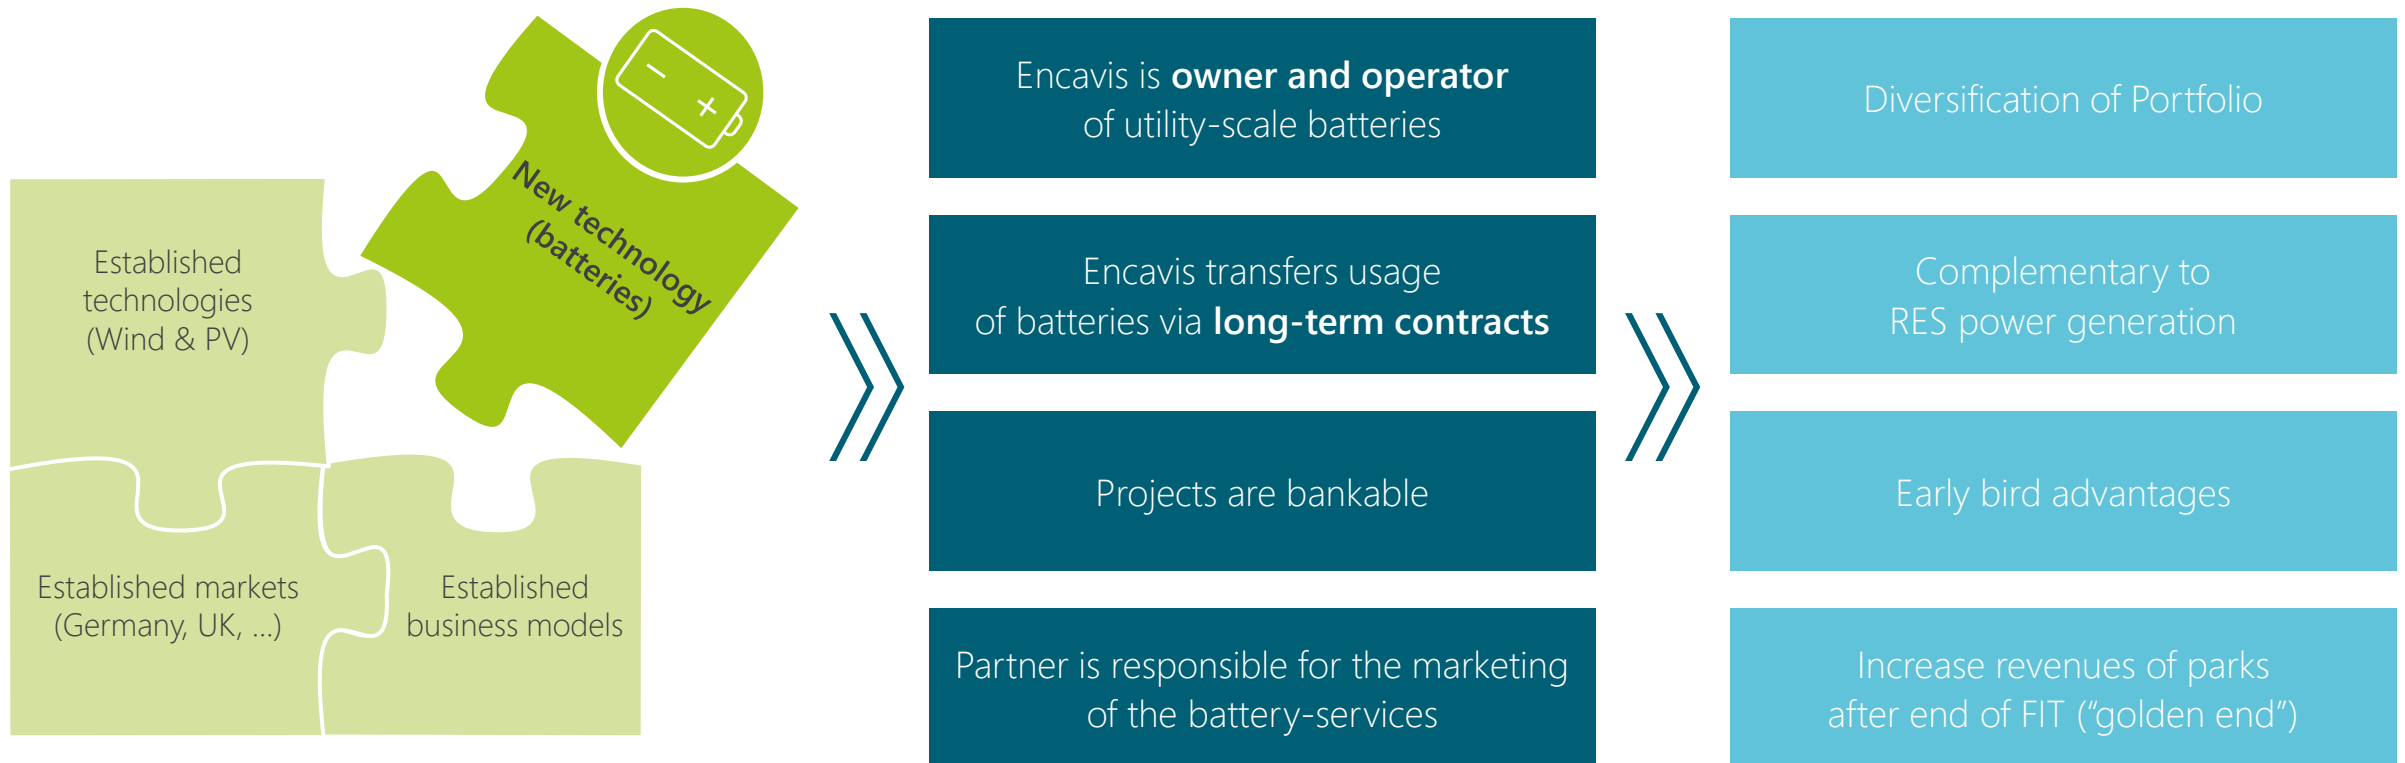 New technology
(batteries)
Established
technologies
(Wind & PV)
Established markets
(Germany, UK, ...)
Established
business models
Encavis is owner and operator
of utility-scale batteries
Encavis transfers usage
of batteries via long-term contracts
Projects are bankable
Partner is responsible for the marketing
of the battery-services
Diversification of Portfolio
Complementary to
RES power generation
Early bird advantages
Increase revenues of parks
after end of FIT (“golden end”)